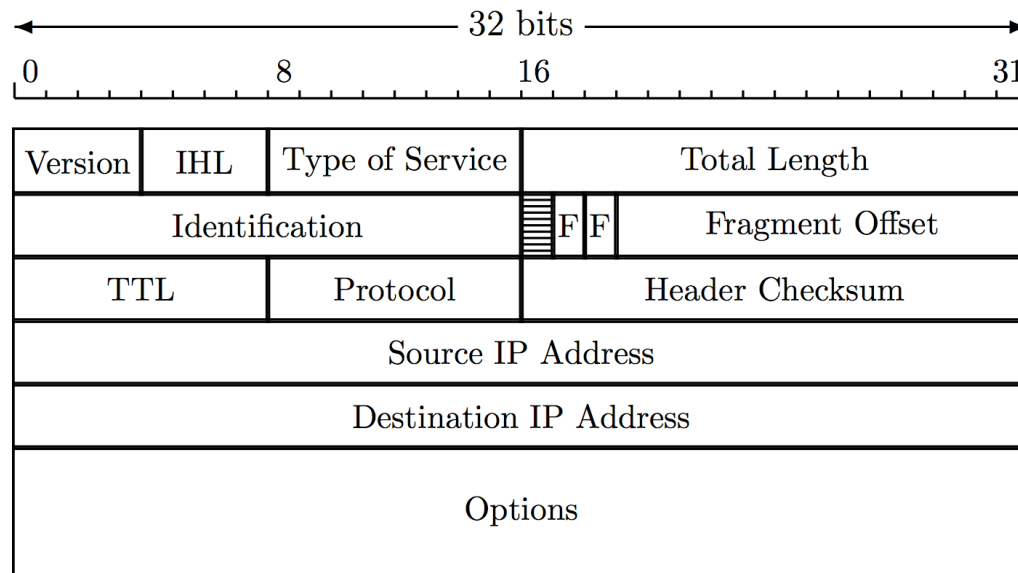 32 bits
0 8 16 31
Version IHL Type of Service Total Length
Identification F F Fragment Offset
TTL Protocol Header Checksum
Source IP Address
Destination IP Address
Options